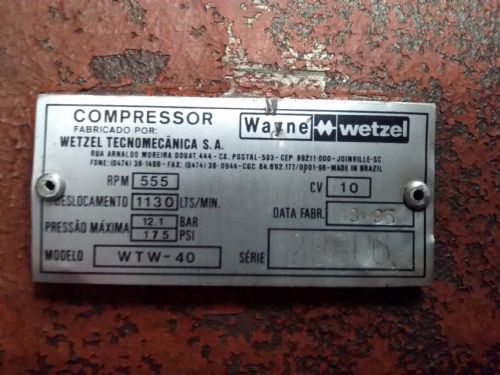 COMPRESSOR
FABRICADO POR:
Wayne wetzel
WETZEL TECNOMECÂNICA S.A.
RUA ARNALDO MOREIRA DOUAT, 444 - CX. POSTAL-593 - CEP 89211-000 - JOINVILLE-SC
FONE: (0474) 36-1466 - FAX. (0474) 36-0944 - CGC 84.692.177/0001-98 - MADE IN BRAZIL
RPM 555 CV 10
DESLOCAMENTO 1130 LTS/MIN.
DATA FABR.
PRESSÃO MÁXIMA 12.1 BAR
175 PSI
MODELO WTW-40 SÉRIE